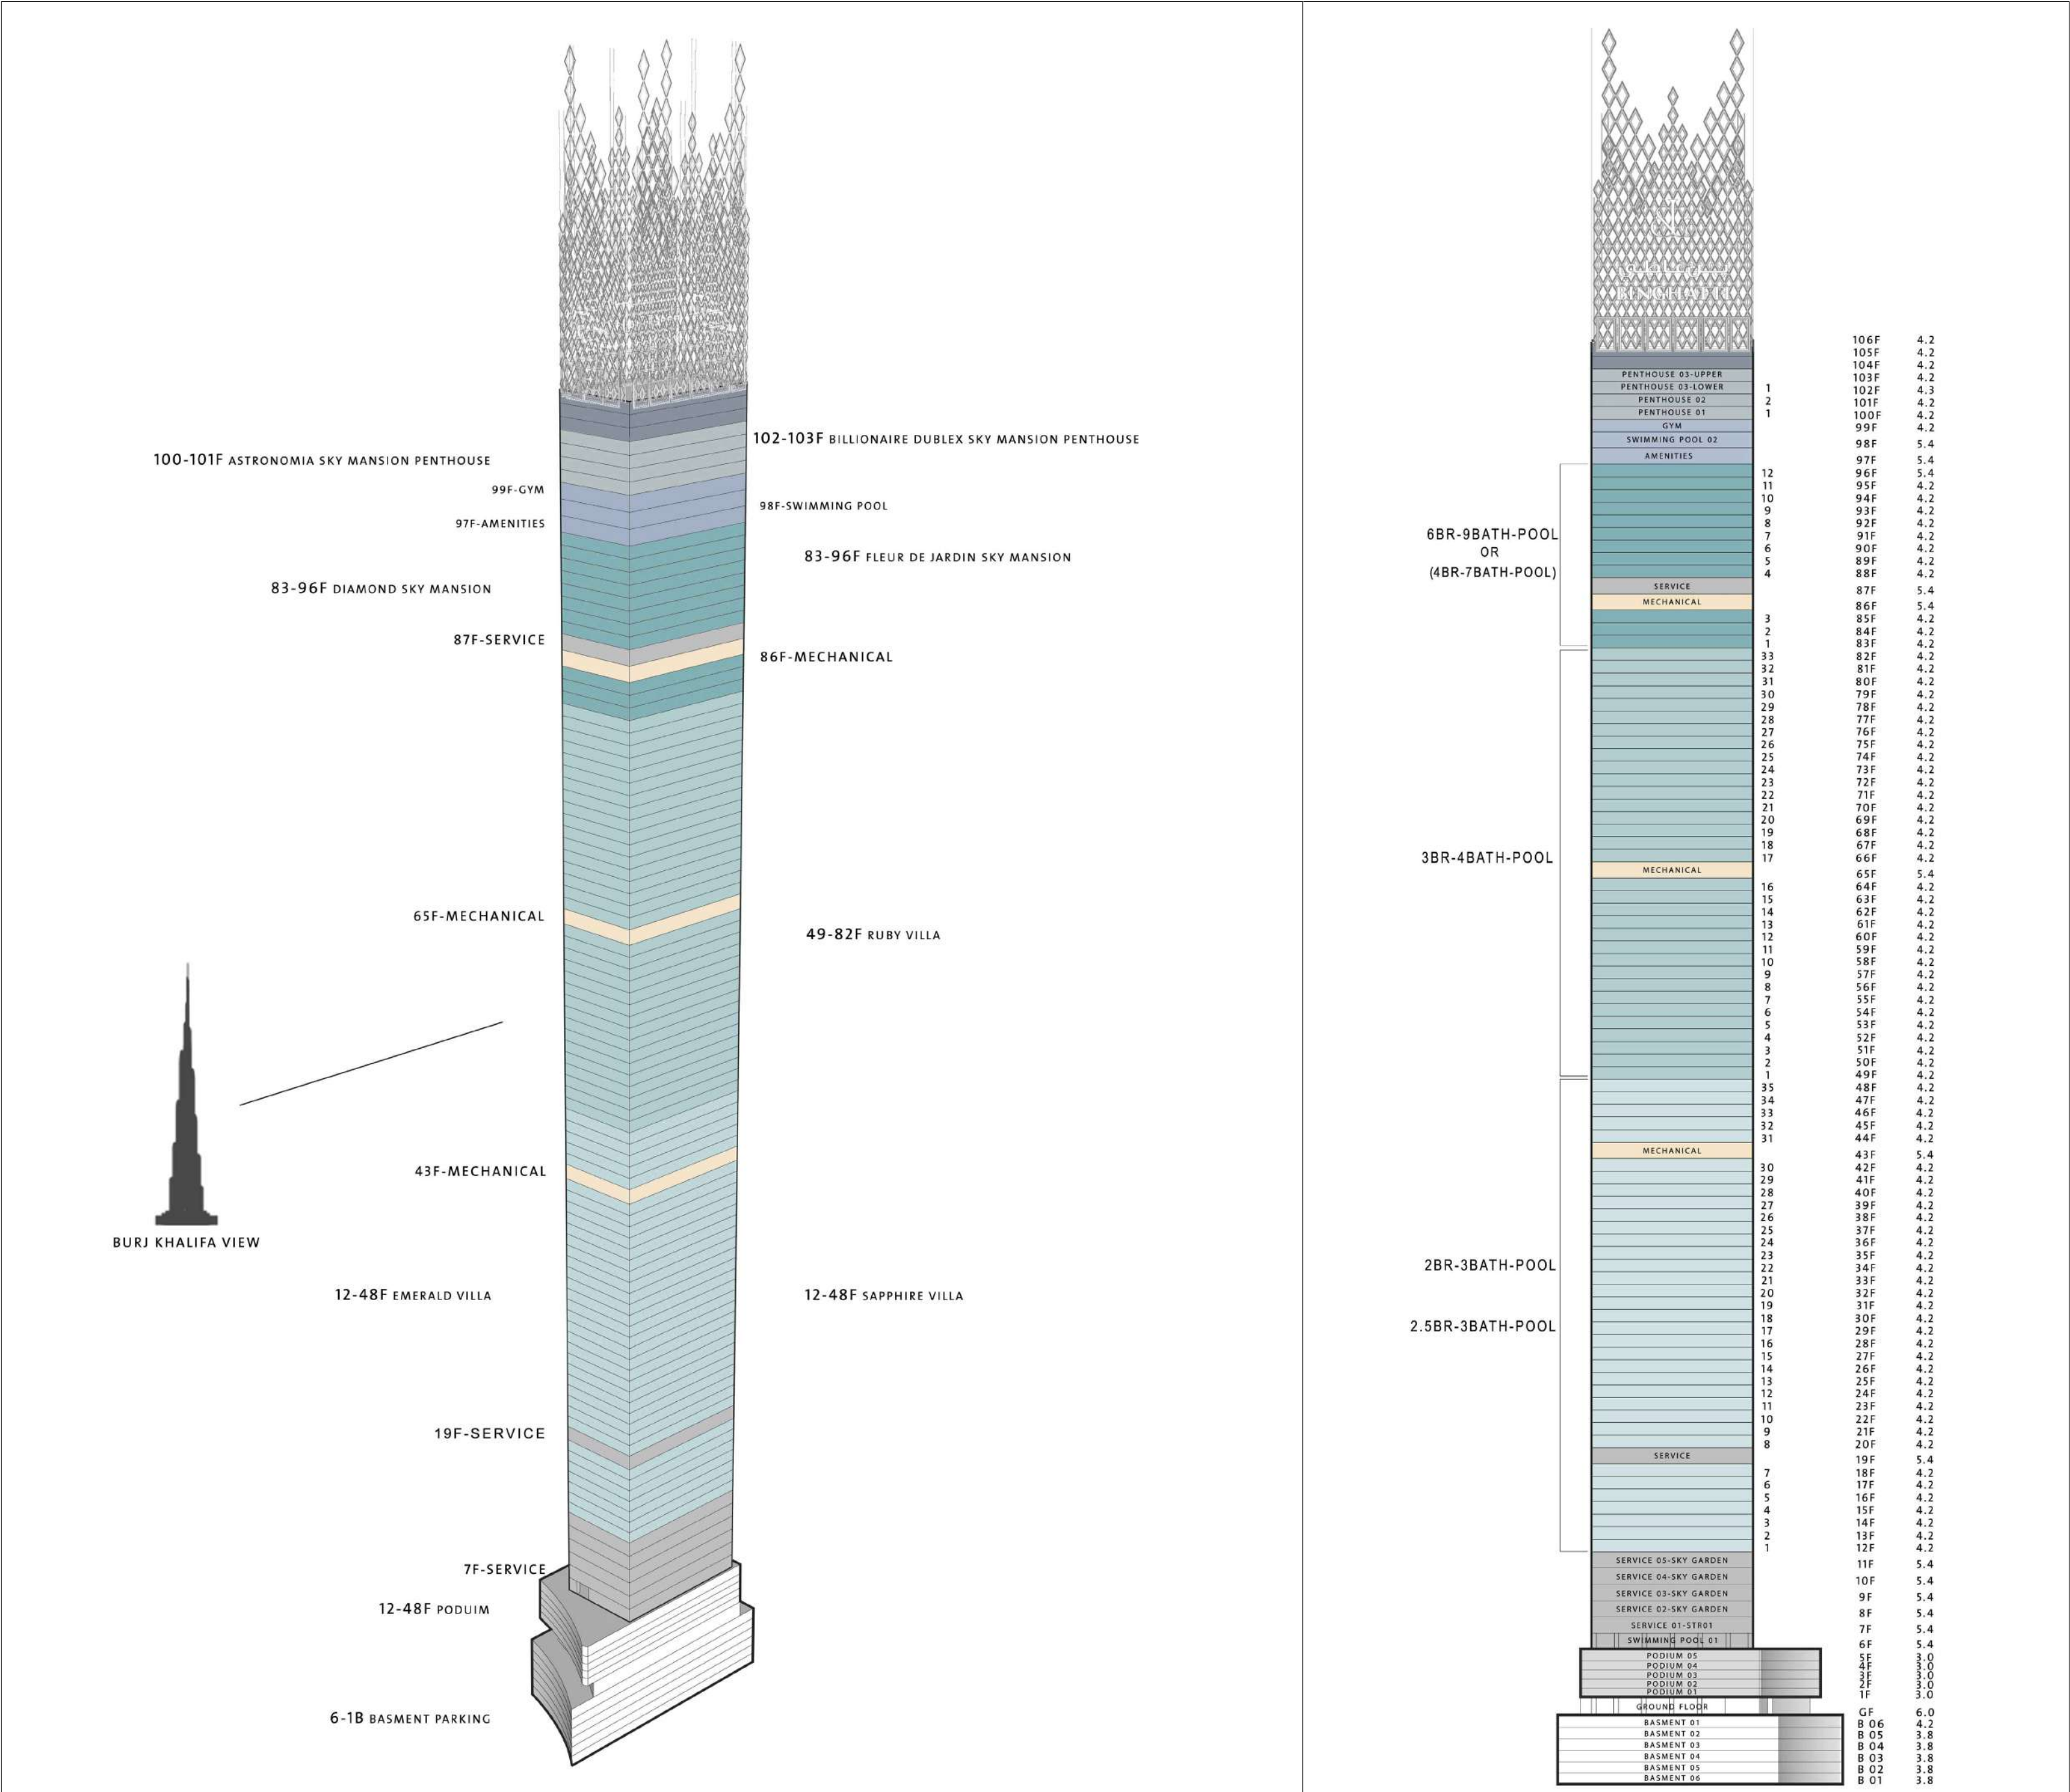 102-103F BILLIONAIRE DUBLEX SKY MANSION PENTHOUSE
100-101F ASTRONOMIA SKY MANSION PENTHOUSE
99F-GYM
98F-SWIMMING POOL
97F-AMENITIES
83-96F FLEUR DE JARDIN SKY MANSION
83-96F DIAMOND SKY MANSION
87F-SERVICE
86F-MECHANICAL
65F-MECHANICAL
49-82F RUBY VILLA
43F-MECHANICAL
BURJ KHALIFA VIEW
12-48F EMERALD VILLA
12-48F SAPPHIRE VILLA
19F-SERVICE
7F-SERVICE
12-48F PODUIM
6-1B BASMENT PARKING
BINGHATTI
106F 4.2
105F 4.2
104F 4.2
PENTHOUSE 03-UPPER 103F 4.2
PENTHOUSE 03-LOWER 1 102F 4.3
PENTHOUSE 02 2 101F 4.2
PENTHOUSE 01 1 100F 4.2
GYM 99F 4.2
SWIMMING POOL 02 98F 5.4
AMENITIES 97F 5.4
12 96F 5.4
11 95F 4.2
10 94F 4.2
9 93F 4.2
8 92F 4.2
7 91F 4.2
6 90F 4.2
5 89F 4.2
4 88F 4.2
6BR-9BATH-POOL
OR
(4BR-7BATH-POOL)
SERVICE 87F 5.4
MECHANICAL 86F 5.4
3 85F 4.2
2 84F 4.2
1 83F 4.2
33 82F 4.2
32 81F 4.2
31 80F 4.2
30 79F 4.2
29 78F 4.2
28 77F 4.2
27 76F 4.2
26 75F 4.2
25 74F 4.2
24 73F 4.2
23 72F 4.2
22 71F 4.2
21 70F 4.2
20 69F 4.2
19 68F 4.2
18 67F 4.2
17 66F 4.2
3BR-4BATH-POOL
MECHANICAL 65F 5.4
16 64F 4.2
15 63F 4.2
14 62F 4.2
13 61F 4.2
12 60F 4.2
11 59F 4.2
10 58F 4.2
9 57F 4.2
8 56F 4.2
7 55F 4.2
6 54F 4.2
5 53F 4.2
4 52F 4.2
3 51F 4.2
2 50F 4.2
1 49F 4.2
35 48F 4.2
34 47F 4.2
33 46F 4.2
32 45F 4.2
31 44F 4.2
MECHANICAL 43F 5.4
30 42F 4.2
29 41F 4.2
28 40F 4.2
27 39F 4.2
26 38F 4.2
25 37F 4.2
24 36F 4.2
23 35F 4.2
22 34F 4.2
21 33F 4.2
20 32F 4.2
19 31F 4.2
18 30F 4.2
17 29F 4.2
16 28F 4.2
15 27F 4.2
14 26F 4.2
13 25F 4.2
12 24F 4.2
11 23F 4.2
10 22F 4.2
9 21F 4.2
8 20F 4.2
2BR-3BATH-POOL
2.5BR-3BATH-POOL
SERVICE 19F 5.4
7 18F 4.2
6 17F 4.2
5 16F 4.2
4 15F 4.2
3 14F 4.2
2 13F 4.2
1 12F 4.2
SERVICE 05-SKY GARDEN 11F 5.4
SERVICE 04-SKY GARDEN 10F 5.4
SERVICE 03-SKY GARDEN 9F 5.4
SERVICE 02-SKY GARDEN 8F 5.4
SERVICE 01-STR01 7F 5.4
SWIMMING POOL 01 6F 5.4
PODIUM 05 5F 3.0
PODIUM 04 4F 3.0
PODIUM 03 3F 3.0
PODIUM 02 2F 3.0
PODIUM 01 1F 3.0
GROUND FLOOR GF 6.0
BASMENT 01 B 06 4.2
BASMENT 02 B 05 3.8
BASMENT 03 B 04 3.8
BASMENT 04 B 03 3.8
BASMENT 05 B 02 3.8
BASMENT 06 B 01 3.8